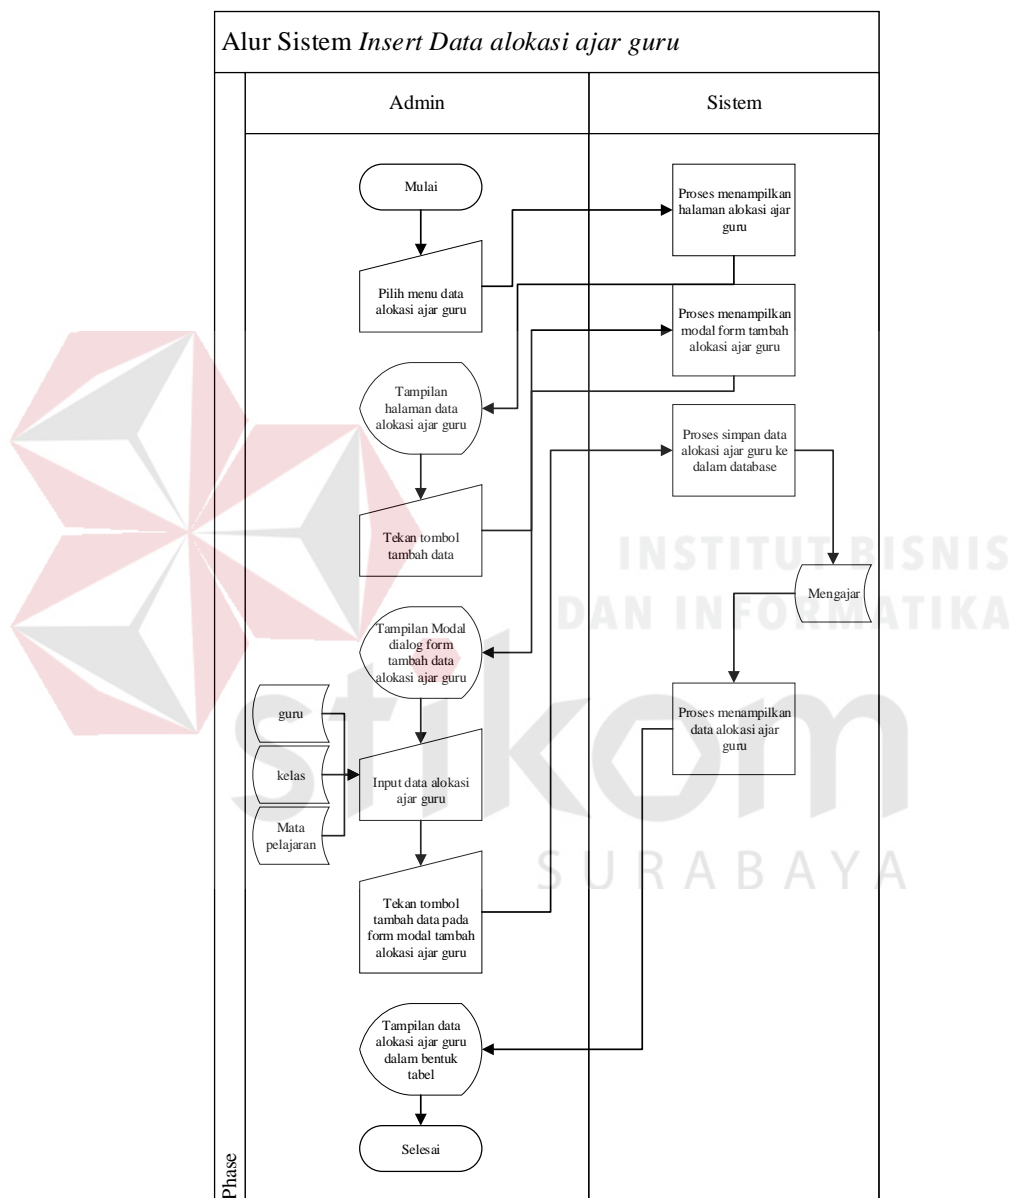 Alur Sistem Insert Data alokasi ajar guru
Admin
Sistem
Phase
Mulai
Pilih menu data
alokasi ajar guru
Proses menampilkan
halaman alokasi ajar
guru
Tampilan
halaman data
alokasi ajar guru
Tekan tombol
tambah data
Proses menampilkan
modal form tambah
alokasi ajar guru
Tampilan Modal
dialog form
tambah data
alokasi ajar guru
guru
kelas
Mata
pelajaran
Input data alokasi
ajar guru
Tekan tombol
tambah data pada
form modal tambah
alokasi ajar guru
Proses simpan data
alokasi ajar guru ke
dalam database
Mengajar
Proses menampilkan
data alokasi ajar
guru
Tampilan data
alokasi ajar guru
dalam bentuk
tabel
Selesai
INSTITUT BISNIS
DAN INFORMATIKA
stikom
SURABAYA